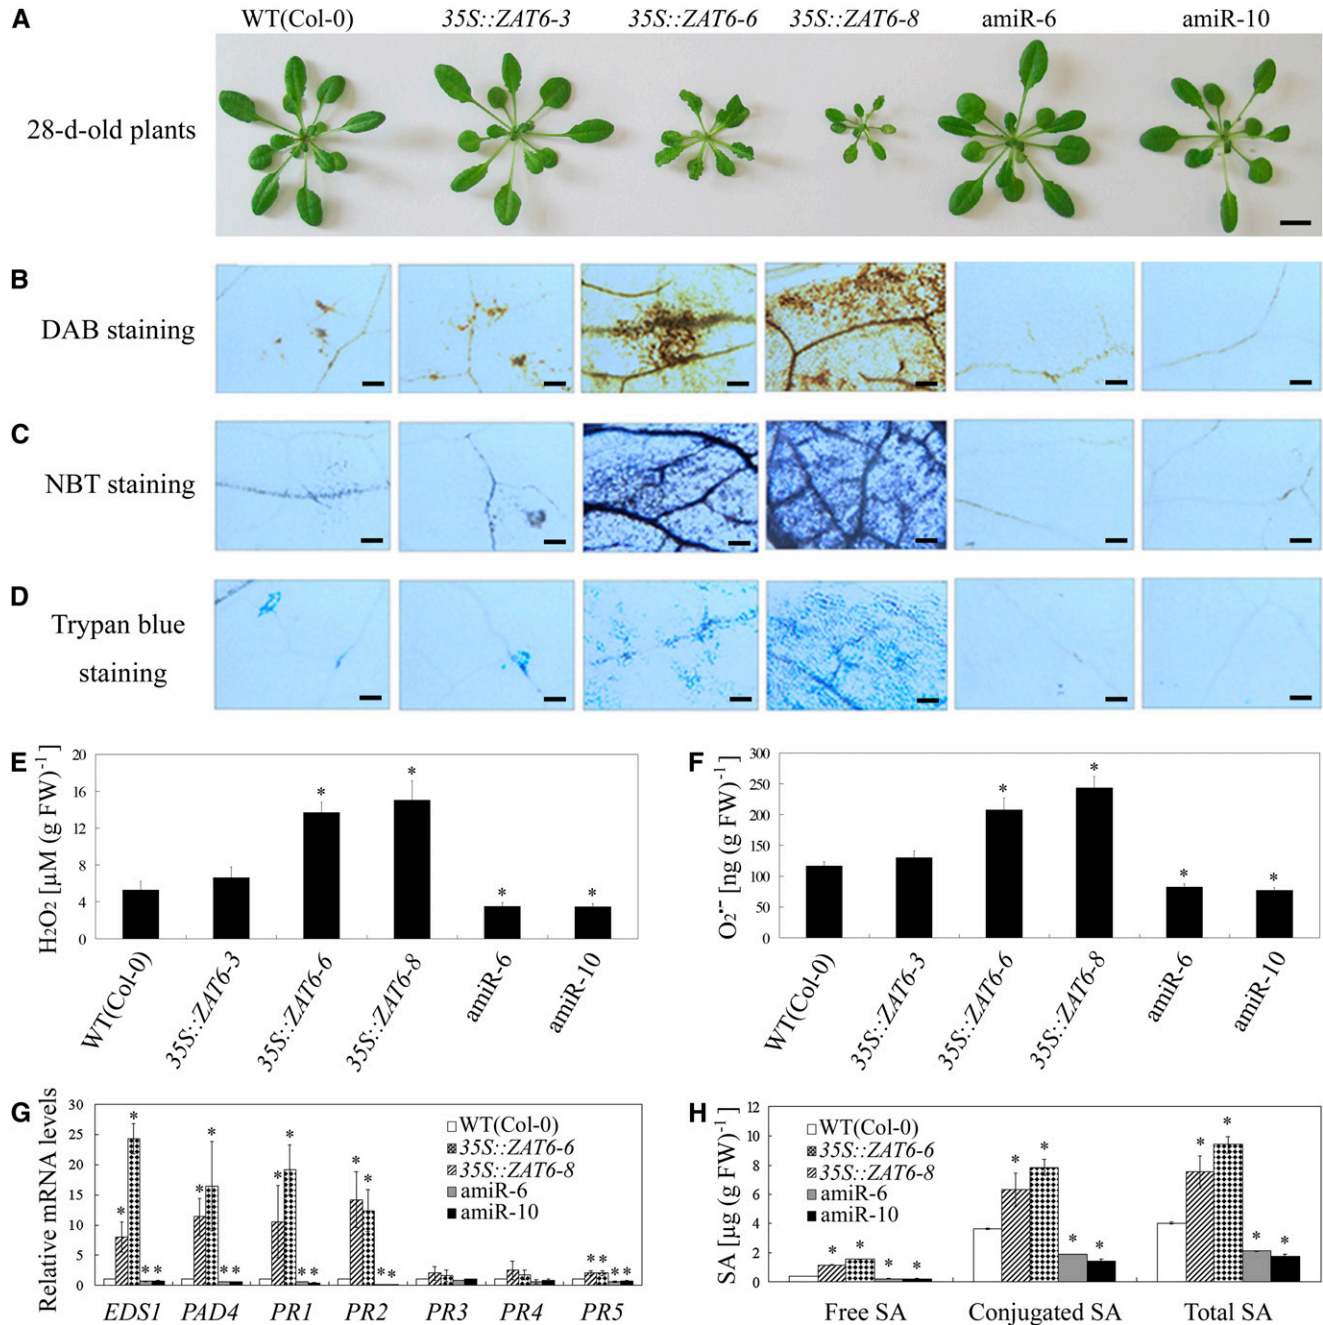 A
WT(Col-0) 35S::ZAT6-3 35S::ZAT6-6 35S::ZAT6-8 amiR-6 amiR-10
28-d-old plants
B
DAB staining
C
NBT staining
D
Trypan blue
staining
E
H2O2 [µM (g FW)-1]
20
16
12
8
4
0
* * * *
WT(Col-0) 35S::ZAT6-3 35S::ZAT6-6 35S::ZAT6-8 amiR-6 amiR-10
F
O2•− [ng (g FW)-1]
300
250
200
150
100
50
0
* * * *
WT(Col-0) 35S::ZAT6-3 35S::ZAT6-6 35S::ZAT6-8 amiR-6 amiR-10
G
Relative mRNA levels
30
25
20
15
10
5
0
WT(Col-0)
35S::ZAT6-6
35S::ZAT6-8
amiR-6
amiR-10
* * * * * * * * * * * * * * * * * * * *
EDS1 PAD4 PR1 PR2 PR3 PR4 PR5
H
SA [µg (g FW)-1]
12
10
8
6
4
2
0
WT(Col-0)
35S::ZAT6-6
35S::ZAT6-8
amiR-6
amiR-10
* * * * * * * * * * * *
Free SA Conjugated SA Total SA